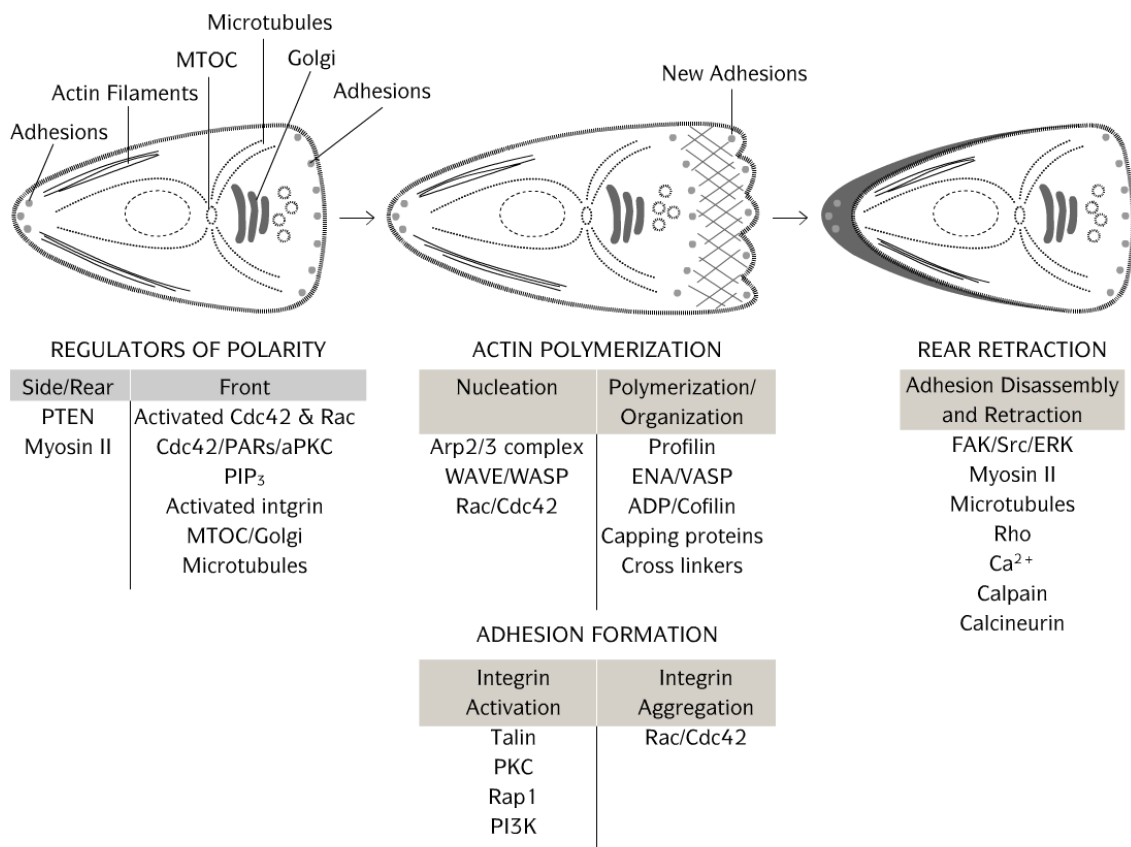 Microtubules
MTOC
Golgi
Actin Filaments
Adhesions
Adhesions
New Adhesions
REGULATORS OF POLARITY
Side/Rear
Front
PTEN
Activated Cdc42 & Rac
Myosin II
Cdc42/PARs/aPKC
PIP₃
Activated intgrin
MTOC/Golgi
Microtubules
ACTIN POLYMERIZATION
Nucleation
Polymerization/
Organization
Arp2/3 complex
Profilin
WAVE/WASP
ENA/VASP
Rac/Cdc42
ADP/Cofilin
Capping proteins
Cross linkers
ADHESION FORMATION
Integrin
Activation
Integrin
Aggregation
Talin
Rac/Cdc42
PKC
Rap1
PI3K
REAR RETRACTION
Adhesion Disassembly
and Retraction
FAK/Src/ERK
Myosin II
Microtubules
Rho
Ca²⁺
Calpain
Calcineurin